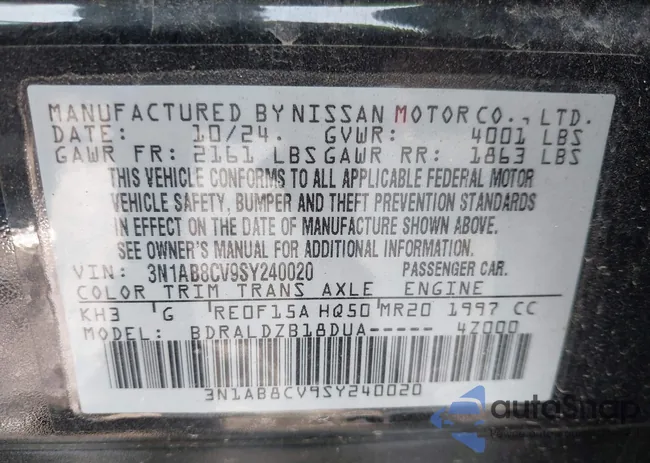 MANUFACTURED BY NISSAN MOTOR CO., LTD.
DATE: 10/24. GVWR: 4001 LBS
GAWR FR: 2161 LBS GAWR RR: 1863 LBS
THIS VEHICLE CONFORMS TO ALL APPLICABLE FEDERAL MOTOR
VEHICLE SAFETY, BUMPER AND THEFT PREVENTION STANDARDS
IN EFFECT ON THE DATE OF MANUFACTURE SHOWN ABOVE.
SEE OWNER'S MANUAL FOR ADDITIONAL INFORMATION.
VIN: 3N1AB8CV9SY240020 PASSENGER CAR.
COLOR TRIM TRANS AXLE ENGINE
KH3 G RE0F15A HQ50 MR20 1997 CC
MODEL: BDRALDZB18DUA----- 4Z000
3N1AB8CV9SY240020
autoSnap